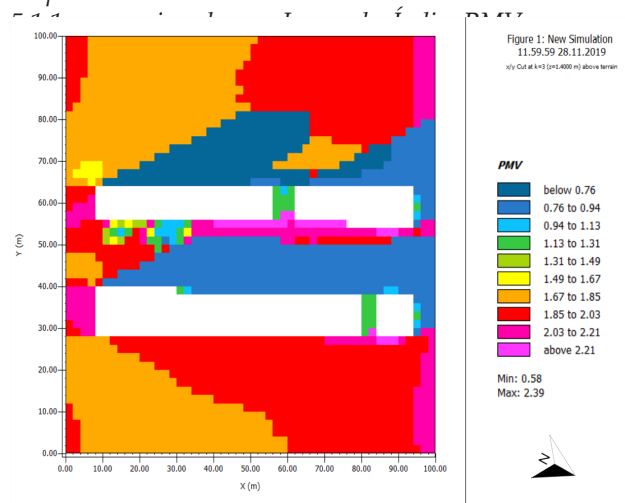 Figure 1: New Simulation
11.59.59 28.11.2019
x/y Cut at k=3 (z=1.4000 m) above terrain
100.00
90.00
80.00
70.00
60.00
50.00
40.00
30.00
20.00
10.00
0.00
Y (m)
0.00 10.00 20.00 30.00 40.00 50.00 60.00 70.00 80.00 90.00 100.00
X (m)
PMV
below 0.76
0.76 to 0.94
0.94 to 1.13
1.13 to 1.31
1.31 to 1.49
1.49 to 1.67
1.67 to 1.85
1.85 to 2.03
2.03 to 2.21
above 2.21
Min: 0.58
Max: 2.39
N